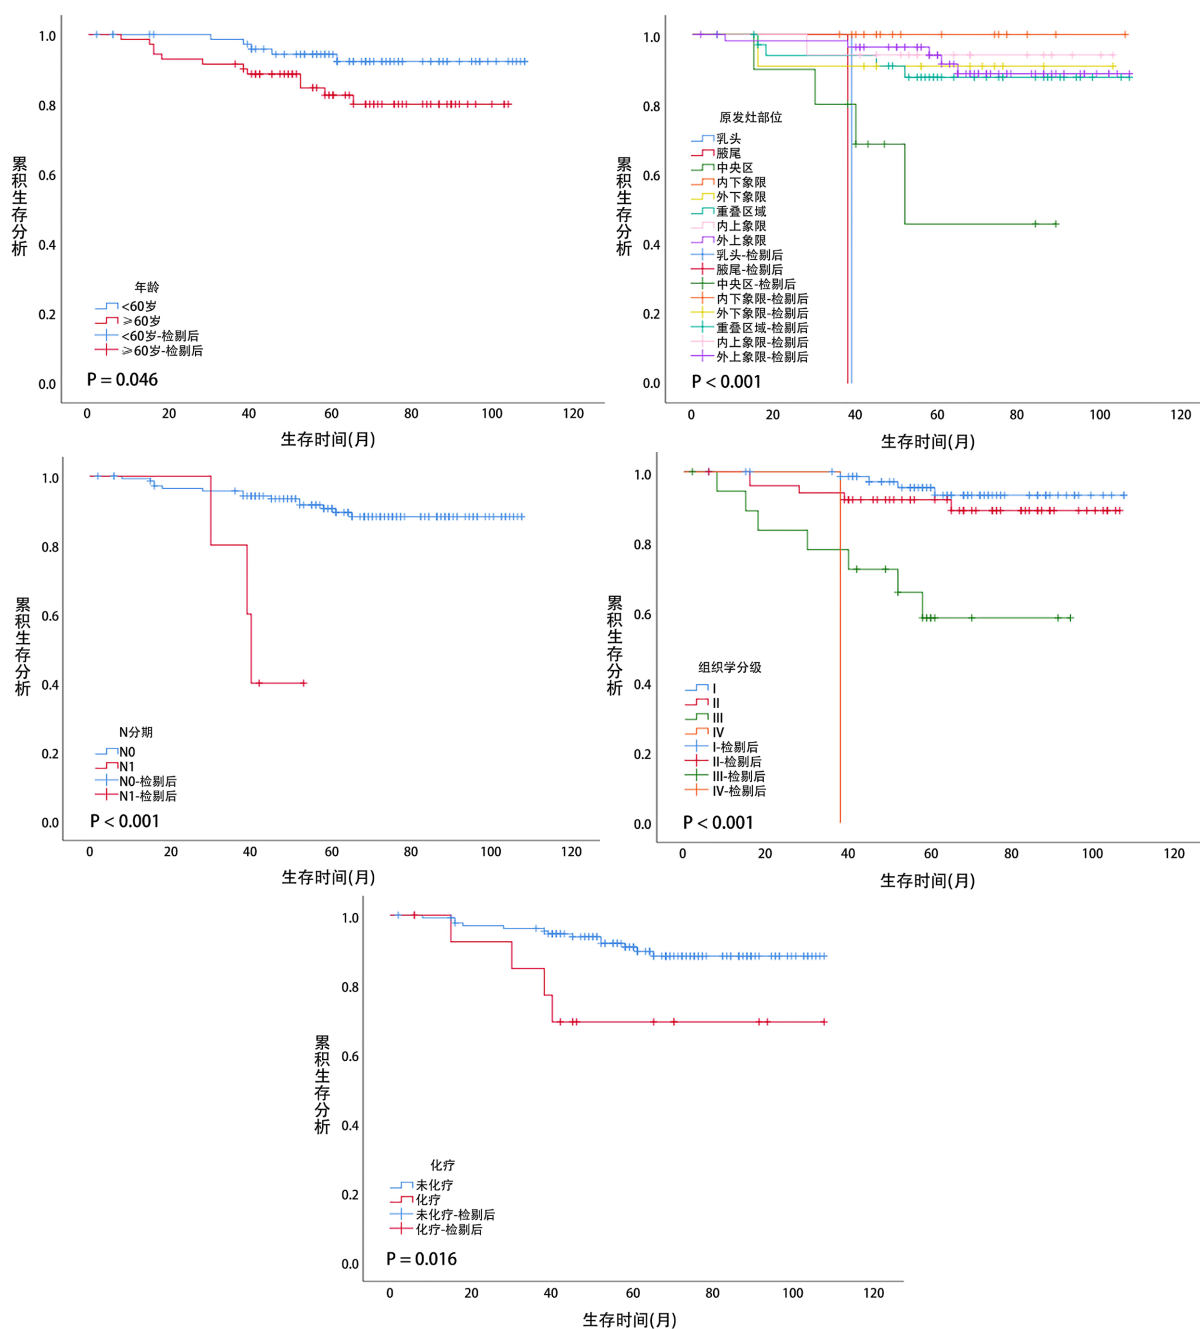 1.0
0.8
0.6
0.4
0.2
0.0
累积生存分析
年龄
<60岁
≥60岁
<60岁-检剔后
≥60岁-检剔后
P = 0.046
0 20 40 60 80 100 120
生存时间(月)
1.0
0.8
0.6
0.4
0.2
0.0
累积生存分析
原发灶部位
乳头
腋尾
中央区
内下象限
外下象限
重叠区域
内上象限
外上象限
乳头-检剔后
腋尾-检剔后
中央区-检剔后
内下象限-检剔后
外下象限-检剔后
重叠区域-检剔后
内上象限-检剔后
外上象限-检剔后
P < 0.001
0 20 40 60 80 100 120
生存时间(月)
1.0
0.8
0.6
0.4
0.2
0.0
累积生存分析
N分期
N0
N1
N0-检剔后
N1-检剔后
P < 0.001
0 20 40 60 80 100 120
生存时间(月)
1.0
0.8
0.6
0.4
0.2
0.0
累积生存分析
组织学分级
I
II
III
IV
I-检剔后
II-检剔后
III-检剔后
IV-检剔后
P < 0.001
0 20 40 60 80 100 120
生存时间(月)
1.0
0.8
0.6
0.4
0.2
0.0
累积生存分析
化疗
未化疗
化疗
未化疗-检剔后
化疗-检剔后
P = 0.016
0 20 40 60 80 100 120
生存时间(月)